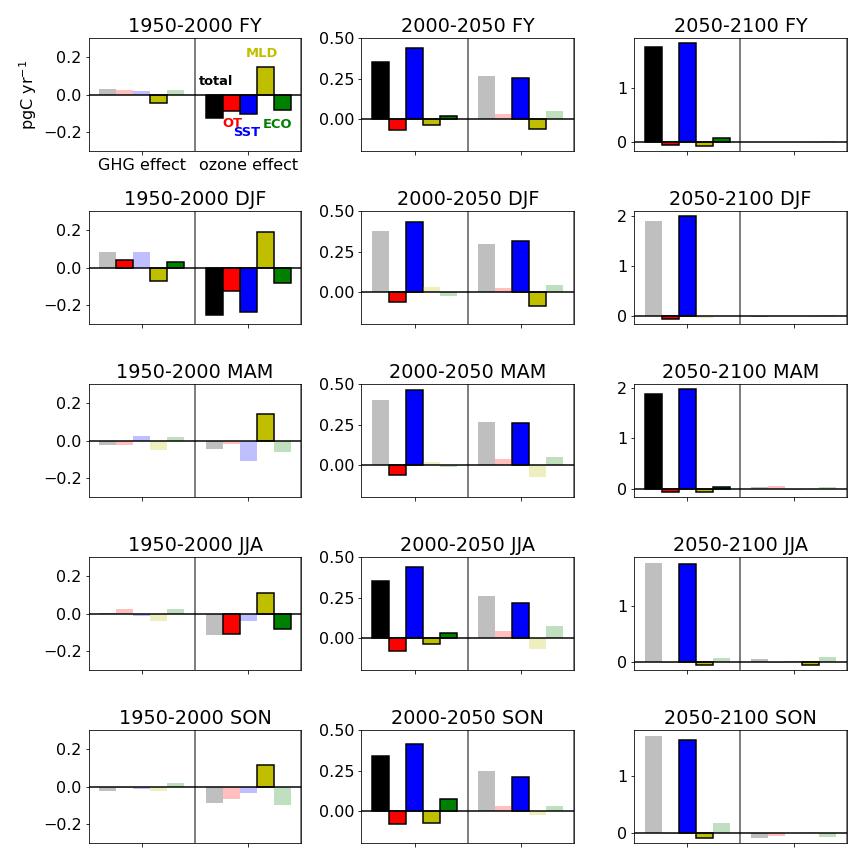 1950-2000 FY
2000-2050 FY
2050-2100 FY
pgC yr⁻¹
0.2
0.0
−0.2
MLD
total
OT
SST
ECO
GHG effect
ozone effect
0.50
0.25
0.00
1
0
1950-2000 DJF
2000-2050 DJF
2050-2100 DJF
0.2
0.0
−0.2
0.50
0.25
0.00
2
1
0
1950-2000 MAM
2000-2050 MAM
2050-2100 MAM
0.2
0.0
−0.2
0.50
0.25
0.00
2
1
0
1950-2000 JJA
2000-2050 JJA
2050-2100 JJA
0.2
0.0
−0.2
0.50
0.25
0.00
1
0
1950-2000 SON
2000-2050 SON
2050-2100 SON
0.2
0.0
−0.2
0.50
0.25
0.00
1
0